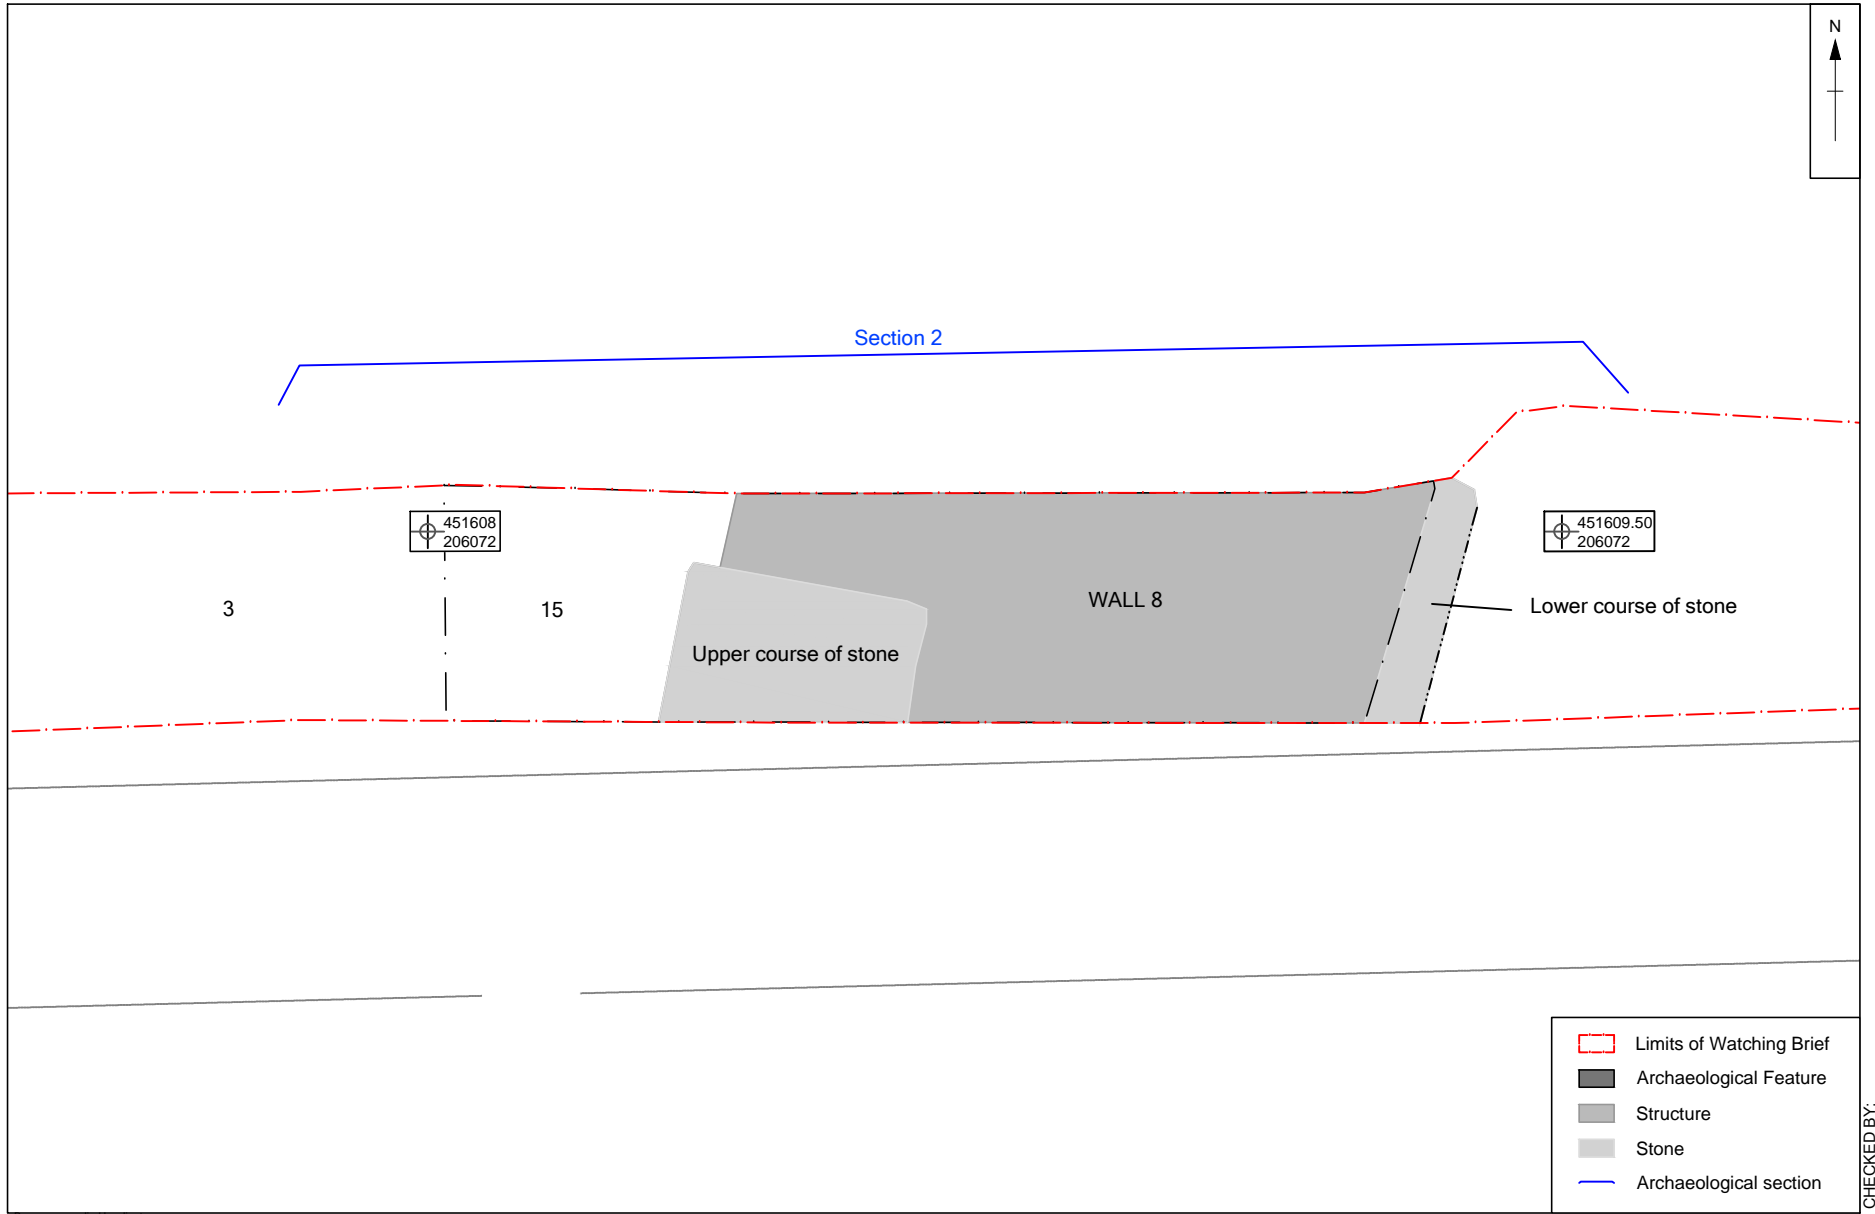 N
Section 2
451608
206072
451609.50
206072
3
15
WALL 8
Lower course of stone
Upper course of stone
Limits of Watching Brief
Archaeological Feature
Structure
Stone
Archaeological section
CHECKED BY: